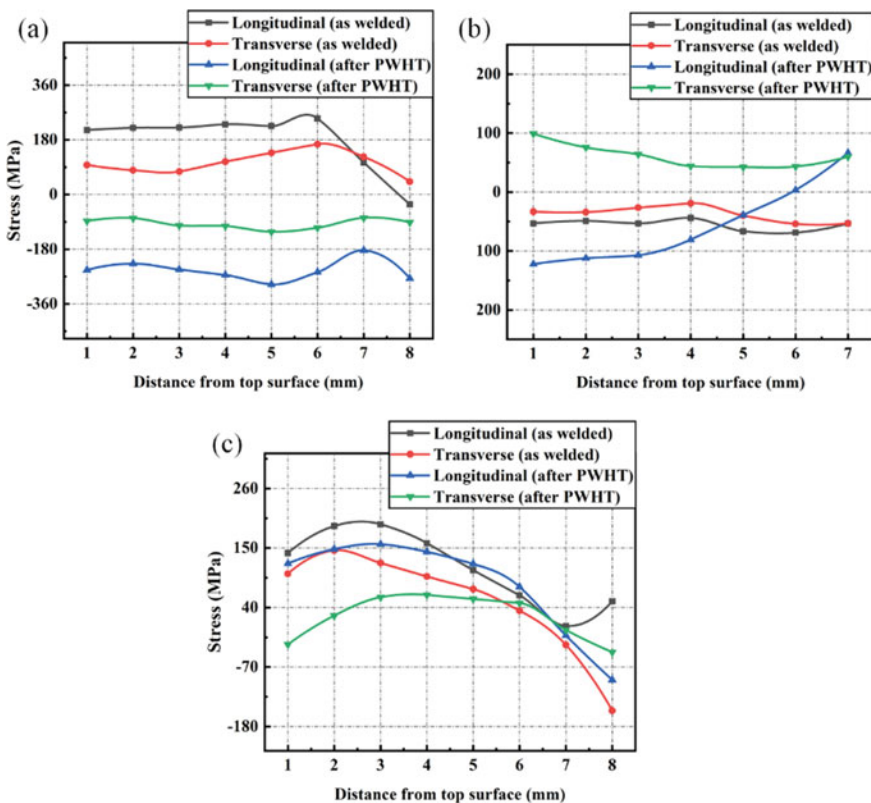 (a)
Longitudinal (as welded)
Transverse (as welded)
Longitudinal (after PWHT)
Transverse (after PWHT)
360
180
0
-180
-360
Stress (MPa)
1 2 3 4 5 6 7 8
Distance from top surface (mm)
(b)
Longitudinal (as welded)
Transverse (as welded)
Longitudinal (after PWHT)
Transverse (after PWHT)
200
100
0
100
200
1 2 3 4 5 6 7
Distance from top surface (mm)
(c)
Longitudinal (as welded)
Transverse (as welded)
Longitudinal (after PWHT)
Transverse (after PWHT)
260
150
40
-70
-180
Stress (MPa)
1 2 3 4 5 6 7 8
Distance from top surface (mm)